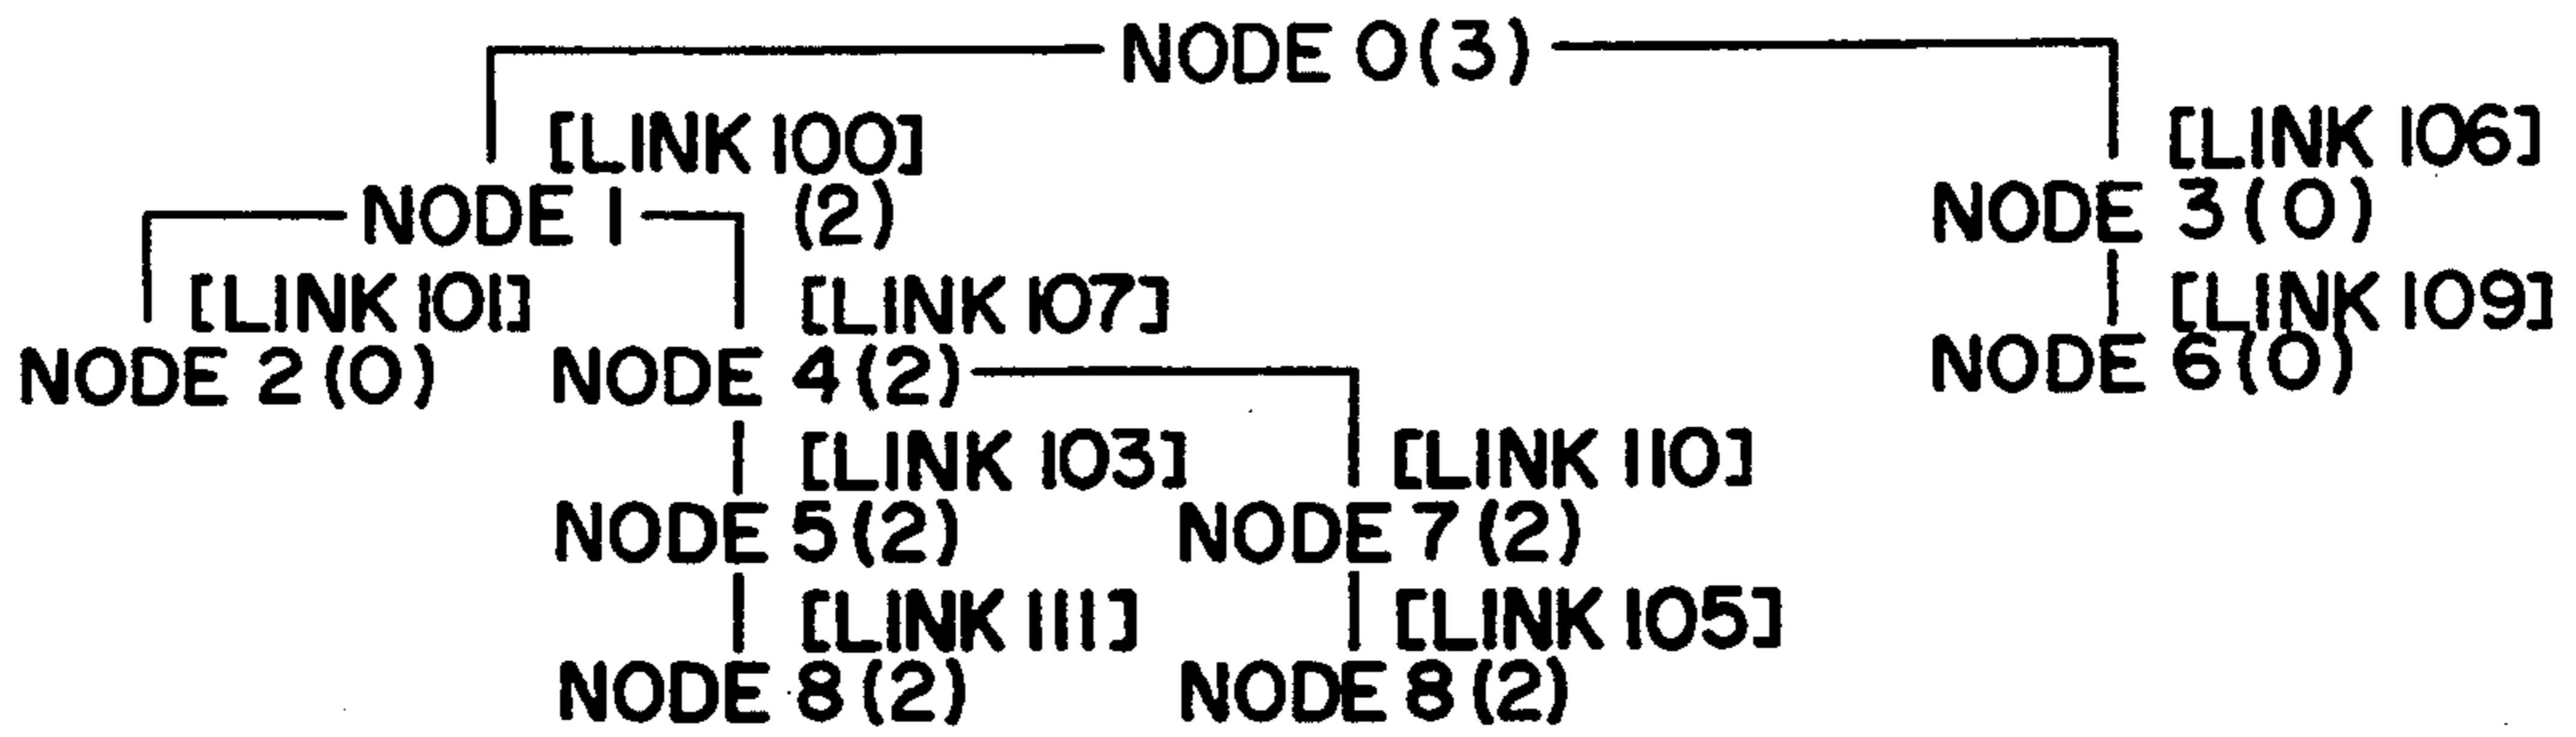 NODE 0(3)
[LINK 100] [LINK 106]
NODE 1 (2) NODE 3(0)
[LINK 101] [LINK 107] [LINK 109]
NODE 2(0) NODE 4(2) NODE 6(0)
[LINK 103] [LINK 110]
NODE 5(2) NODE 7(2)
[LINK 111] [LINK 105]
NODE 8(2) NODE 8(2)